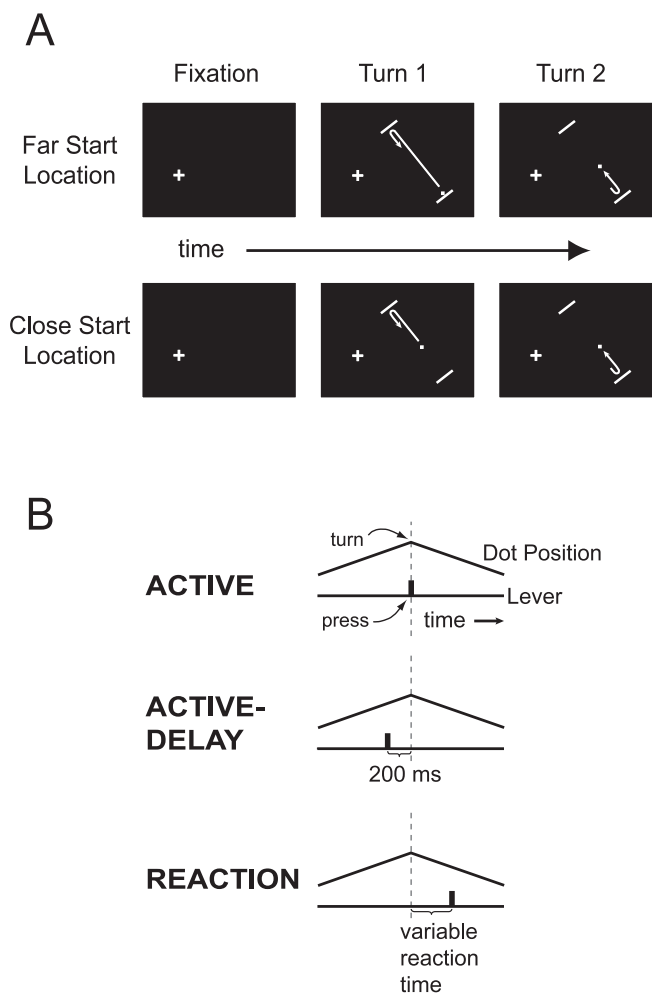 A
Fixation
Turn 1
Turn 2
Far Start
Location
time
Close Start
Location
B
turn
Dot Position
ACTIVE
Lever
press
time
ACTIVE-
DELAY
200 ms
REACTION
variable
reaction
time